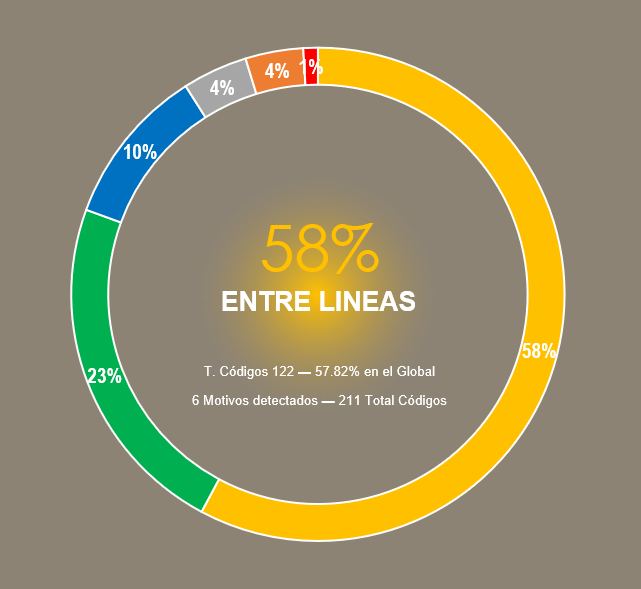 1%
4%
4%
10%
58%
ENTRE LINEAS
58%
T. Códigos 122 — 57.82% en el Global
23%
6 Motivos detectados — 211 Total Códigos